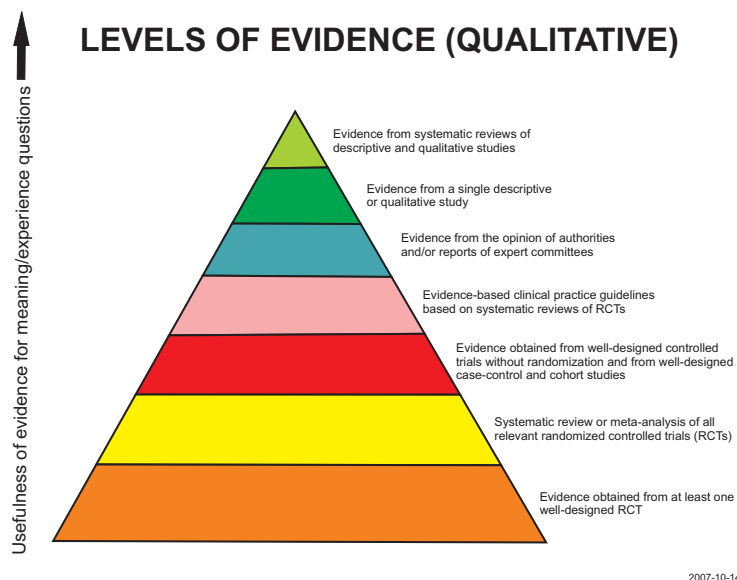 LEVELS OF EVIDENCE (QUALITATIVE)
Usefulness of evidence for meaning/experience questions
Evidence from systematic reviews of
descriptive and qualitative studies
Evidence from a single descriptive
or qualitative study
Evidence from the opinion of authorities
and/or reports of expert committees
Evidence-based clinical practice guidelines
based on systematic reviews of RCTs
Evidence obtained from well-designed controlled
trials without randomization and from well-designed
case-control and cohort studies
Systematic review or meta-analysis of all
relevant randomized controlled trials (RCTs)
Evidence obtained from at least one
well-designed RCT
2007-10-14